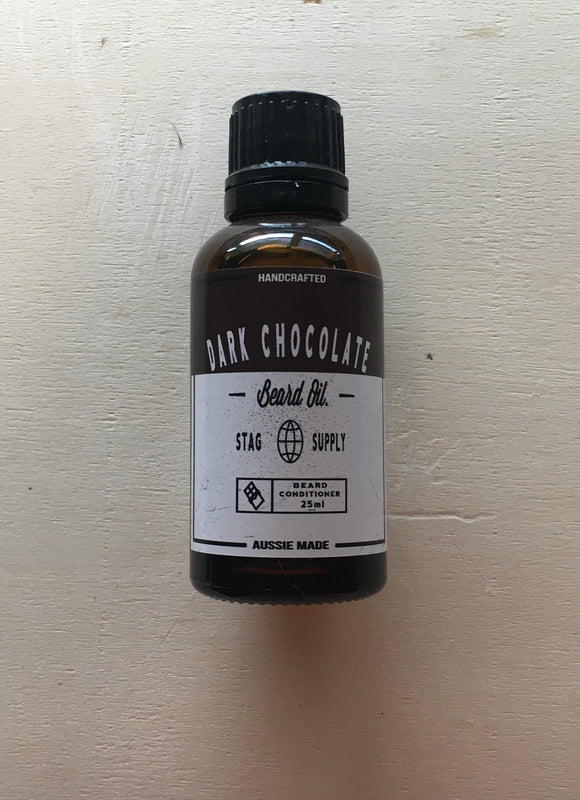 HANDCRAFTED
DARK CHOCOLATE
Beard Oil.
STAG SUPPLY
BEARD
CONDITIONER
25ml
AUSSIE MADE